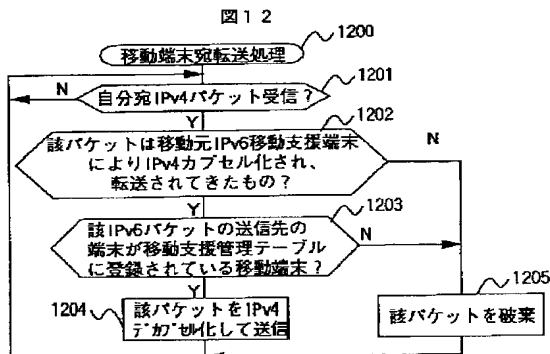 図１２
1200
移動端末宛転送処理
1201
N
自分宛IPv4パケット受信？
1202
Y
該パケットは移動元IPv6移動支援端末
によりIPv4カプセル化され、
転送されてきたもの？
N
Y
1203
該IPv6パケットの送信先の
端末が移動支援管理テーブル
に登録されている移動端末？
N
Y
1204
該パケットをIPv4
ﾃﾞｶﾌﾟｾﾙ化して送信
1205
該パケットを破棄